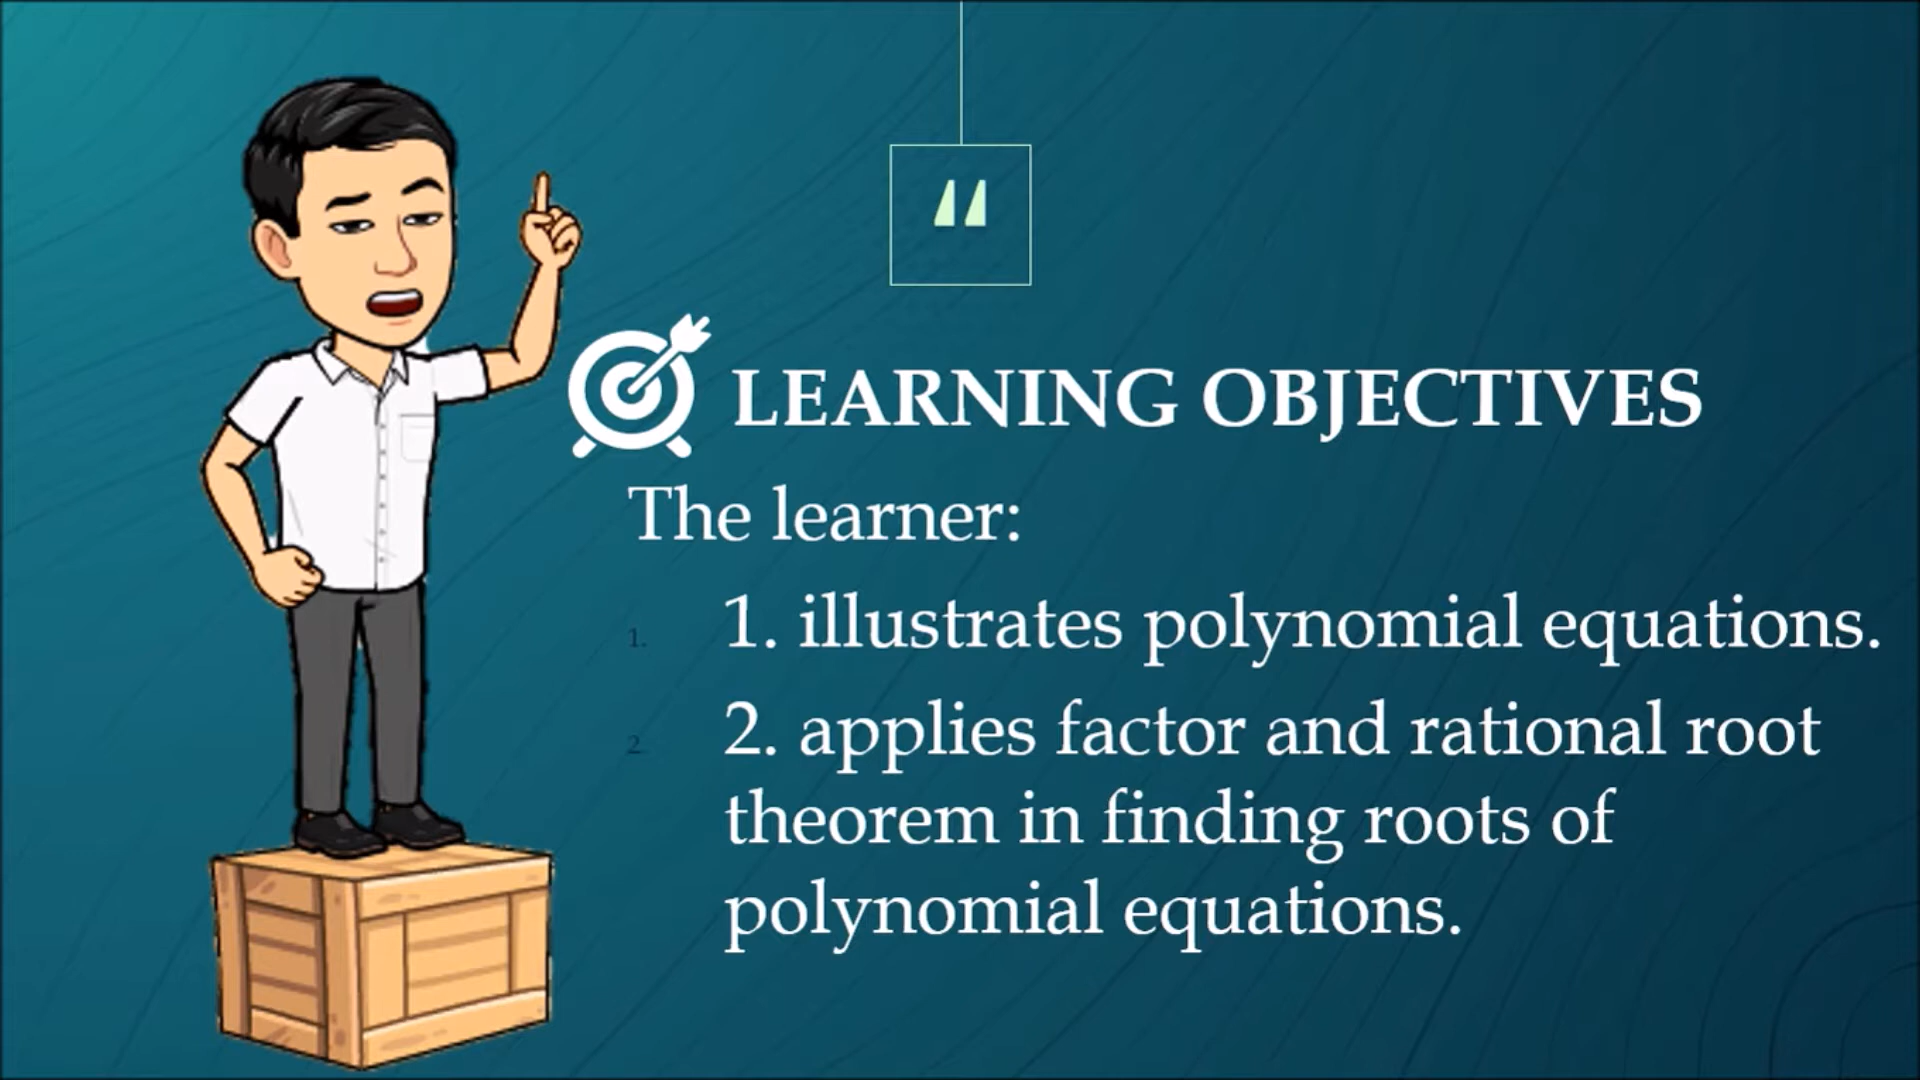 “
LEARNING OBJECTIVES
The learner:
1. 1. illustrates polynomial equations.
2. 2. applies factor and rational root
theorem in finding roots of
polynomial equations.